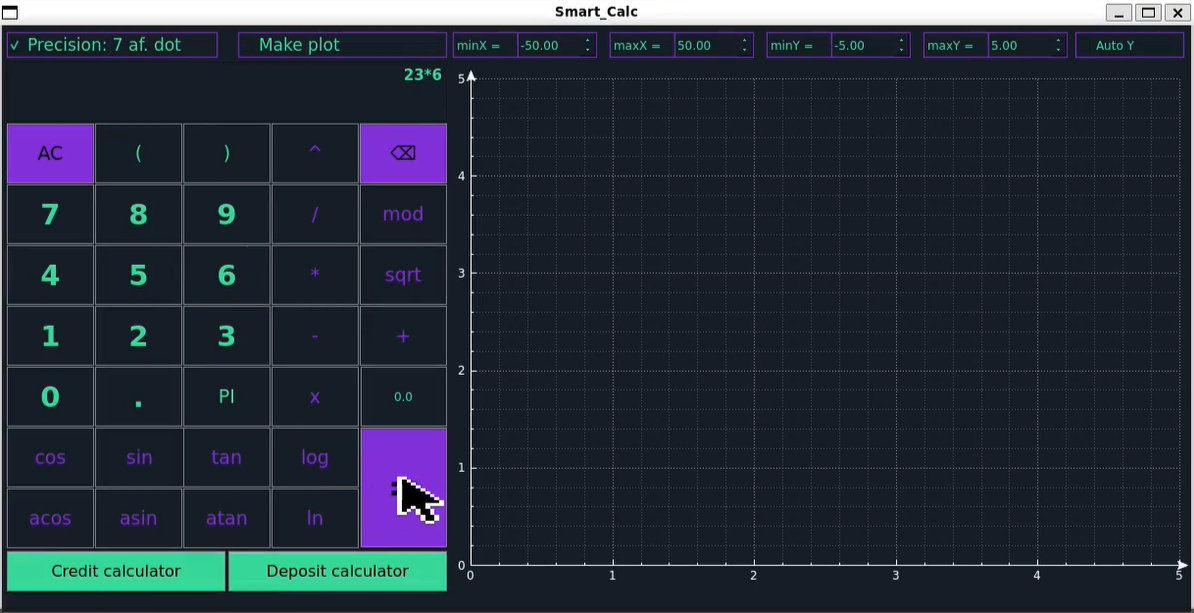 Smart_Calc
✓ Precision: 7 af. dot
Make plot
minX = -50.00
maxX = 50.00
minY = -5.00
maxY = 5.00
Auto Y
23*6
AC ( ) ^ ⌫
7 8 9 / mod
4 5 6 * sqrt
1 2 3 - +
0 . PI x 0.0
cos sin tan log
acos asin atan ln
Credit calculator
Deposit calculator
5
4
3
2
1
0
0 1 2 3 4 5